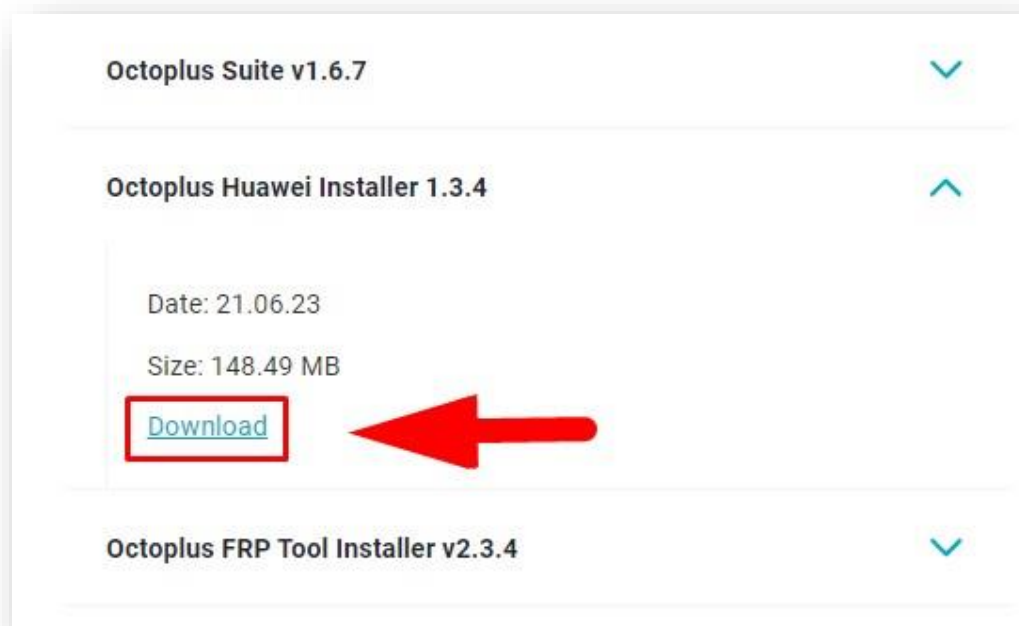 Octoplus Suite v1.6.7
Octoplus Huawei Installer 1.3.4
Date: 21.06.23
Size: 148.49 MB
Download
Octoplus FRP Tool Installer v2.3.4